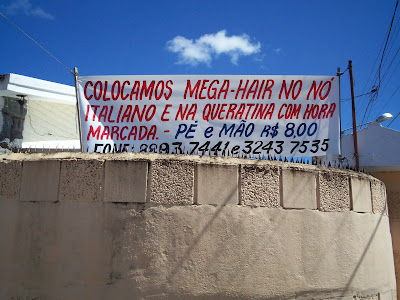 COLOCAMOS MEGA-HAIR NO NÓ
ITALIANO E NA QUERATINA COM HORA
MARCADA. - PÉ e MÃO R$ 8,00
FONE: 8893 7441 e 3243 7535